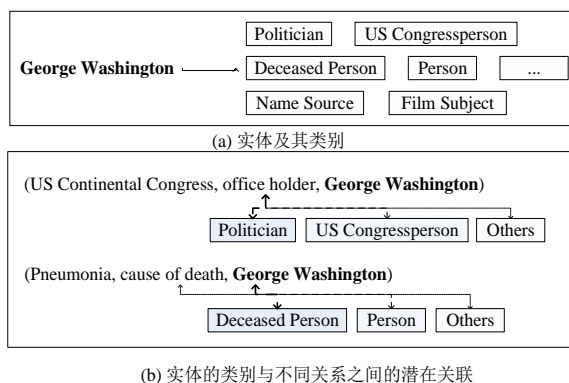 Politician US Congressperson
George Washington Deceased Person Person ...
Name Source Film Subject
(a) 实体及其类别
(US Continental Congress, office holder, George Washington)
Politician US Congressperson Others
(Pneumonia, cause of death, George Washington)
Deceased Person Person Others
(b) 实体的类别与不同关系之间的潜在关联